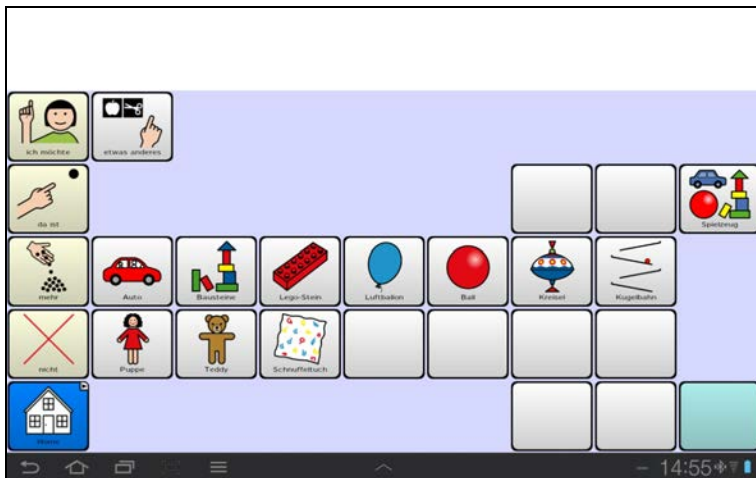 ich möchte
etwas anderes
da ist
Spielzeug
mehr
Auto
Bausteine
Lego-Stein
Luftballon
Ball
Kreisel
Kugelbahn
nicht
Puppe
Teddy
Schnuffeltuch
Home
14:55